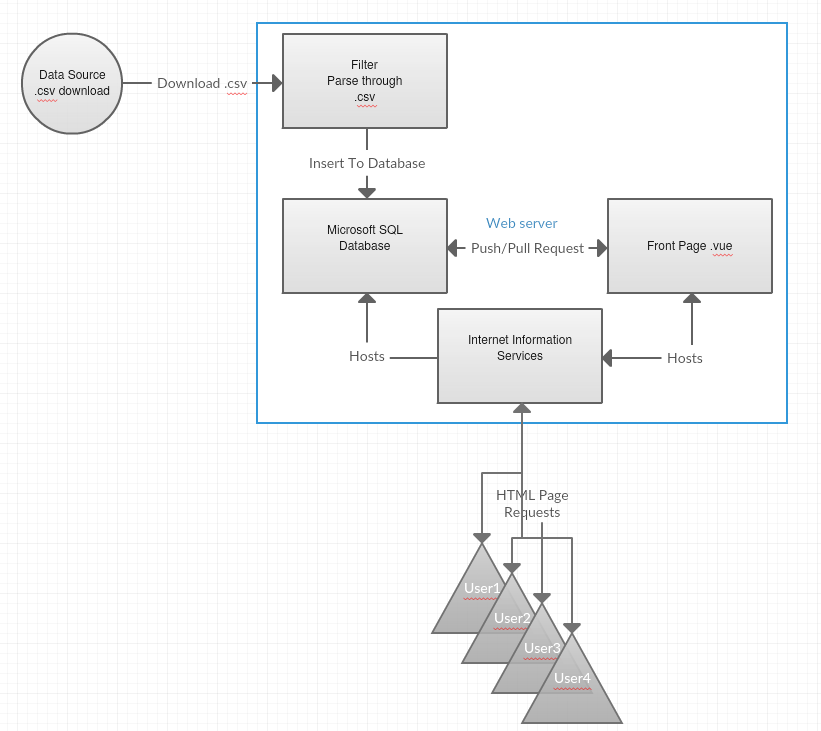 Data Source
.csv download
Download .csv
Filter
Parse through
.csv
Insert To Database
Microsoft SQL
Database
Web server
Push/Pull Request
Front Page .vue
Internet Information
Services
Hosts
Hosts
HTML Page
Requests
User1
User2
User3
User4